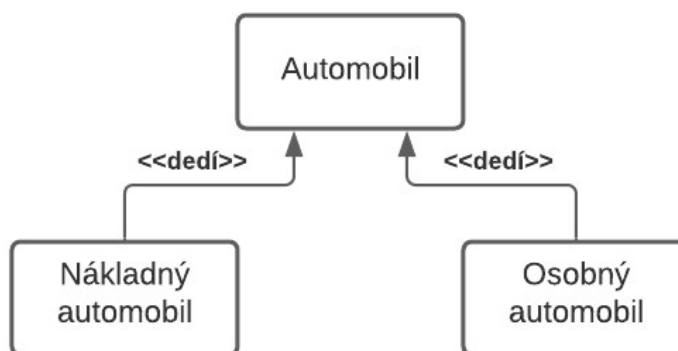 Automobil
<<dedí>>
<<dedí>>
Nákladný
automobil
Osobný
automobil